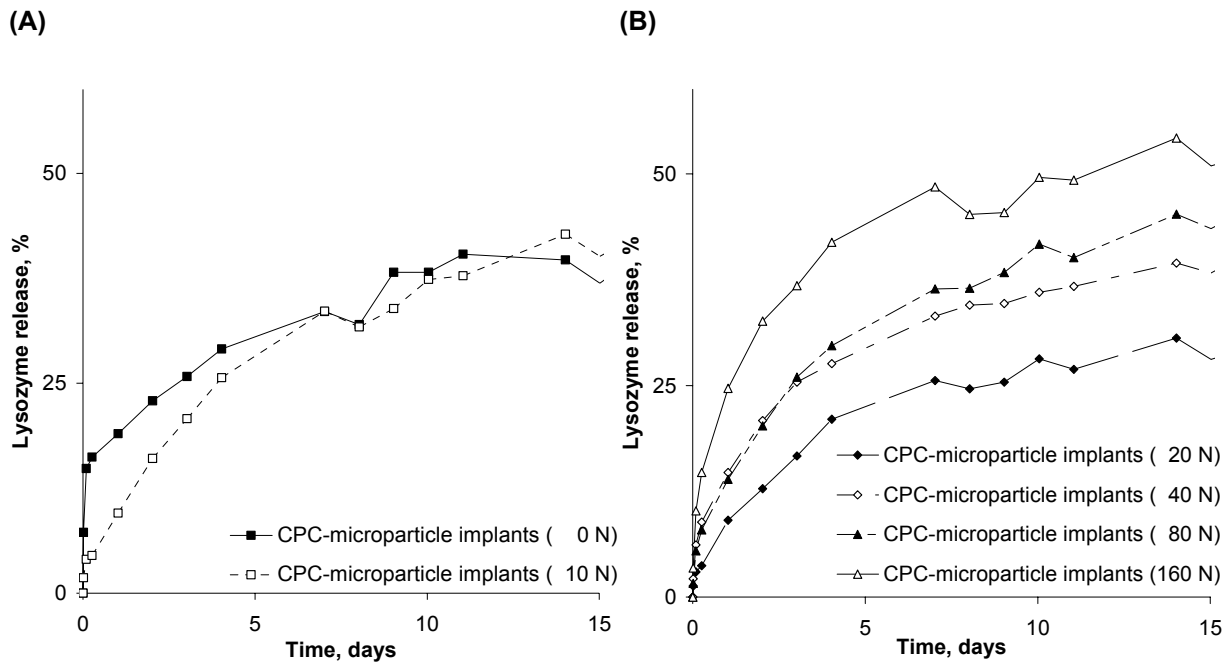 (A)
50
25
0
Lysozyme release, %
CPC-microparticle implants ( 0 N)
CPC-microparticle implants ( 10 N)
0 5 10 15
Time, days
(B)
50
25
0
Lysozyme release, %
CPC-microparticle implants ( 20 N)
CPC-microparticle implants ( 40 N)
CPC-microparticle implants ( 80 N)
CPC-microparticle implants (160 N)
0 5 10 15
Time, days